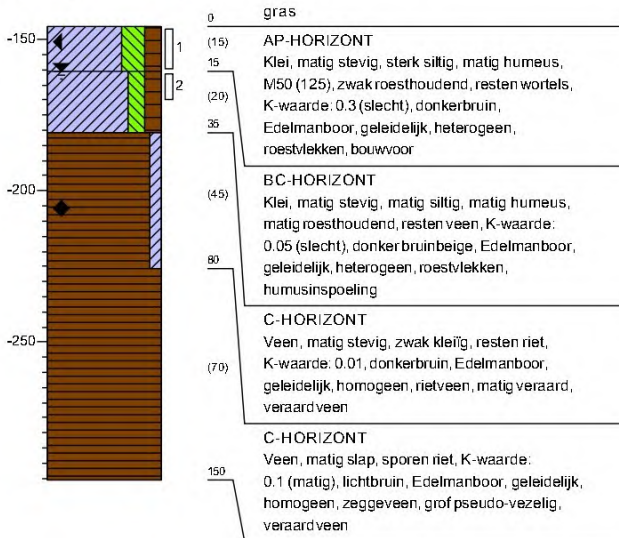 0
gras
-150
1
2
-200
-250
(15)
15
(20)
35
(45)
80
(70)
150
AP-HORIZONT
Klei, matig stevig, sterk siltig, matig humeus,
M50 (125), zwak roesthoudend, resten wortels,
K-waarde: 0.3 (slecht), donkerbruin,
Edelmanboor, geleidelijk, heterogeen,
roestvlekken, bouwvoor
BC-HORIZONT
Klei, matig stevig, matig siltig, matig humeus,
matig roesthoudend, resten veen, K-waarde:
0.05 (slecht), donker bruinbeige, Edelmanboor,
geleidelijk, heterogeen, roestvlekken,
humusinspoeling
C-HORIZONT
Veen, matig stevig, zwak kleiïg, resten riet,
K-waarde: 0.01, donkerbruin, Edelmanboor,
geleidelijk, homogeen, rietveen, matig veraard,
veraardveen
C-HORIZONT
Veen, matig slap, sporen riet, K-waarde:
0.1 (matig), lichtbruin, Edelmanboor, geleidelijk,
homogeen, zeggeveen, grof pseudo-vezelig,
veraardveen